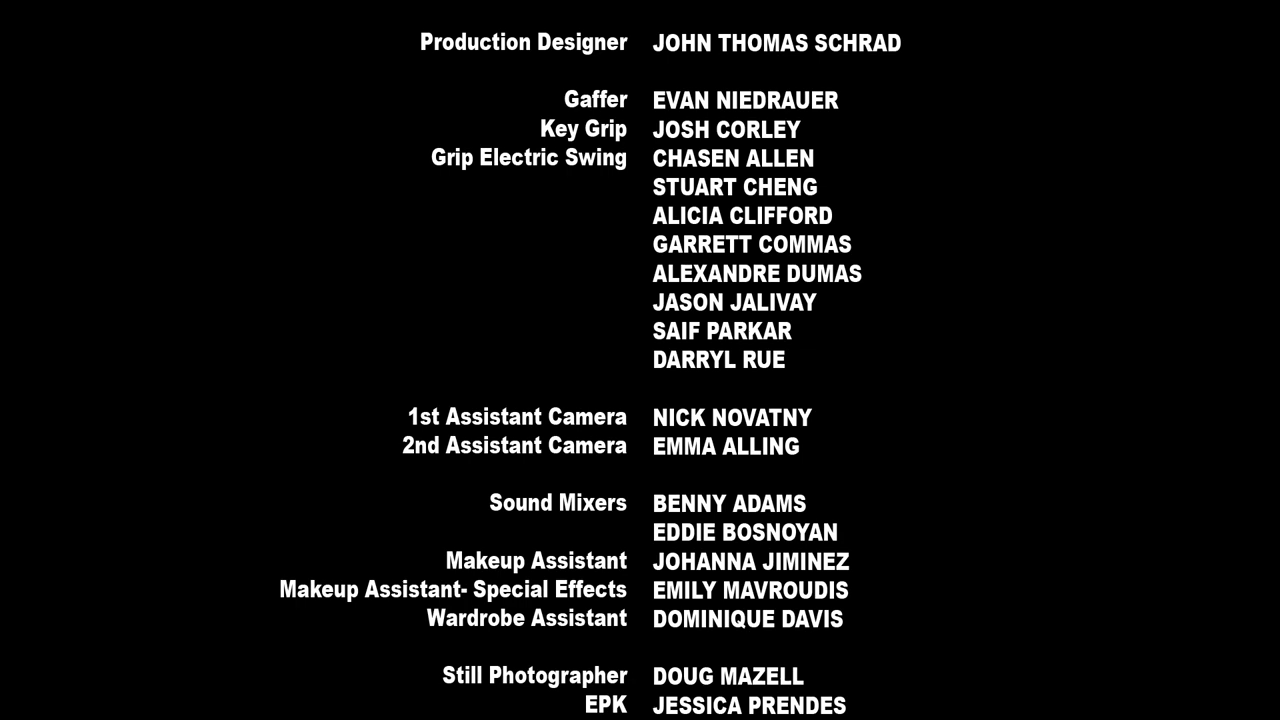 Production Designer JOHN THOMAS SCHRAD
Gaffer EVAN NIEDRAUER
Key Grip JOSH CORLEY
Grip Electric Swing CHASEN ALLEN
STUART CHENG
ALICIA CLIFFORD
GARRETT COMMAS
ALEXANDRE DUMAS
JASON JALIVAY
SAIF PARKAR
DARRYL RUE
1st Assistant Camera NICK NOVATNY
2nd Assistant Camera EMMA ALLING
Sound Mixers BENNY ADAMS
EDDIE BOSNOYAN
Makeup Assistant JOHANNA JIMINEZ
Makeup Assistant- Special Effects EMILY MAVROUDIS
Wardrobe Assistant DOMINIQUE DAVIS
Still Photographer DOUG MAZELL
EPK JESSICA PRENDES